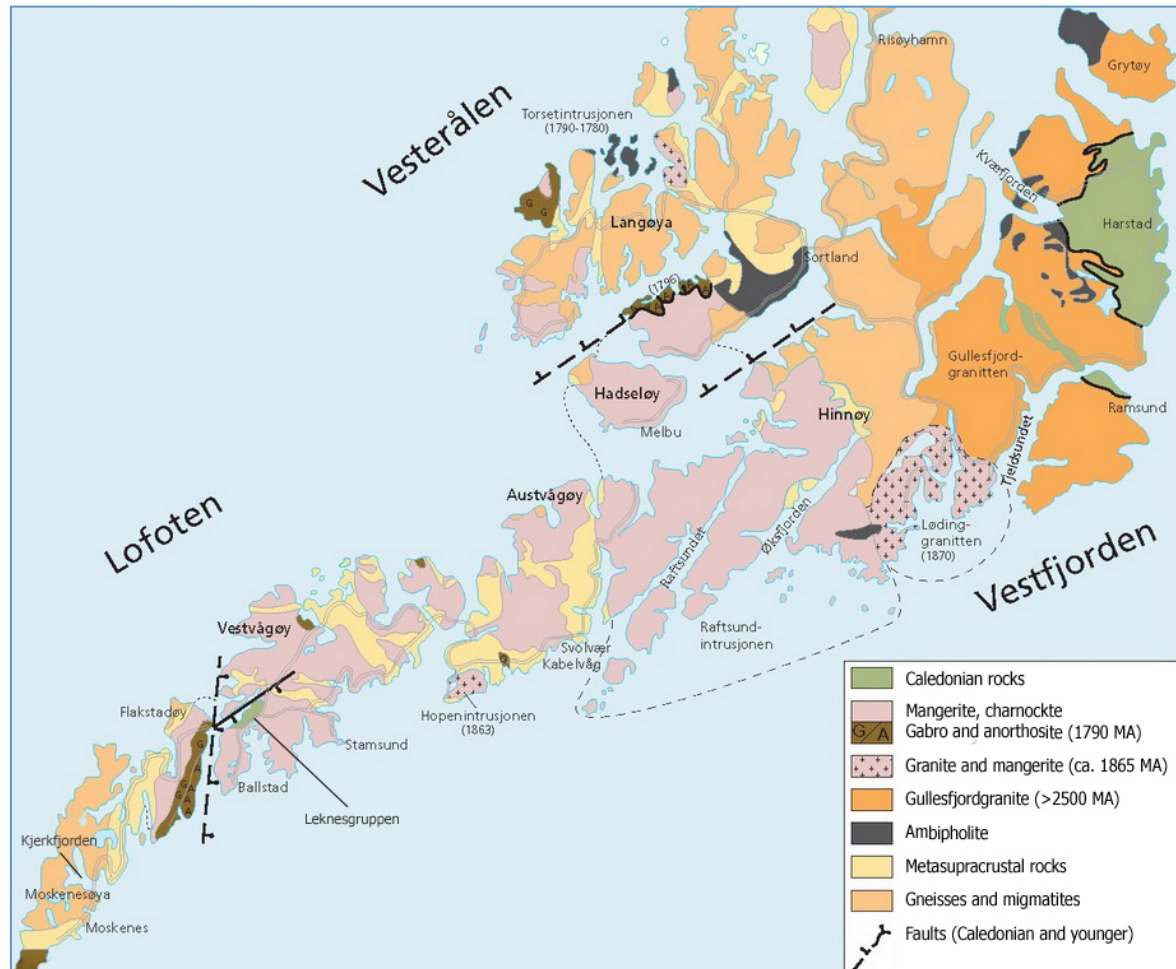 Risøyhamn
Grytøy
Torsetintrusjonen
(1790-1780)
Vesterålen
Kvæfjorden
Harstad
G
G
Langøya
Sortland
(1796)
Gullesfjord-
granitten
Ramsund
Hadseløy
Melbu
Hinnøy
Tjeldsundet
Austvågøy
Lofoten
Øksfjorden
Raftsundet
Løding-
granitten
(1870)
Vestfjorden
Vestvågøy
Svolvær
Kabelvåg
Raftsund-
intrusjonen
Flakstadøy
Hopenintrusjonen
(1863)
Stamsund
Ballstad
Leknesgruppen
Kjerkfjorden
Moskenesøya
Moskenes
Caledonian rocks
Mangerite, charnockte
G A Gabro and anorthosite (1790 MA)
Granite and mangerite (ca. 1865 MA)
Gullesfjordgranite (>2500 MA)
Ambipholite
Metasupracrustal rocks
Gneisses and migmatites
Faults (Caledonian and younger)